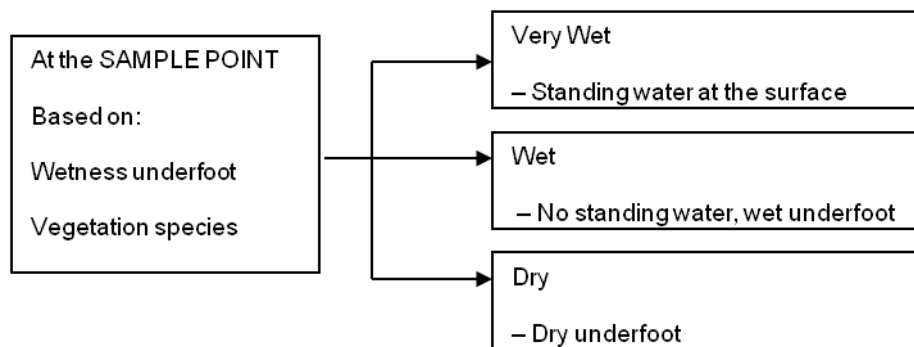 At the SAMPLE POINT
Based on:
Wetness underfoot
Vegetation species
Very Wet
– Standing water at the surface
Wet
– No standing water, wet underfoot
Dry
– Dry underfoot